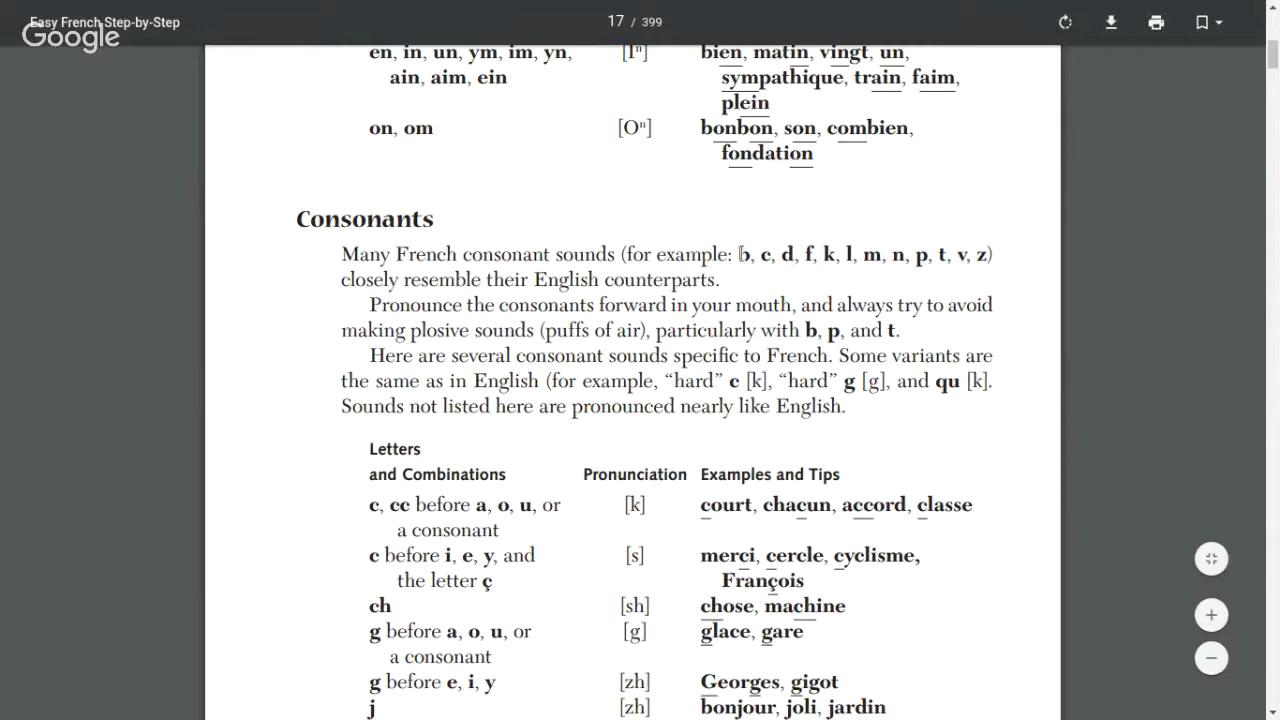 Easy French Step-by-Step
17 / 399
Google
en, in, un, ym, im, yn, [Iⁿ] bien, matin, vingt, un,
ain, aim, ein sympathique, train, faim,
plein
on, om [Oⁿ] bonbon, son, combien,
fondation
Consonants
Many French consonant sounds (for example: b, c, d, f, k, l, m, n, p, t, v, z)
closely resemble their English counterparts.
Pronounce the consonants forward in your mouth, and always try to avoid
making plosive sounds (puffs of air), particularly with b, p, and t.
Here are several consonant sounds specific to French. Some variants are
the same as in English (for example, “hard” c [k], “hard” g [g], and qu [k].
Sounds not listed here are pronounced nearly like English.
Letters
and Combinations Pronunciation Examples and Tips
c, cc before a, o, u, or [k] court, chacun, accord, classe
a consonant
c before i, e, y, and [s] merci, cercle, cyclisme,
the letter ç François
ch [sh] chose, machine
g before a, o, u, or [g] glace, gare
a consonant
g before e, i, y [zh] Georges, gigot
j [zh] bonjour, joli, jardin